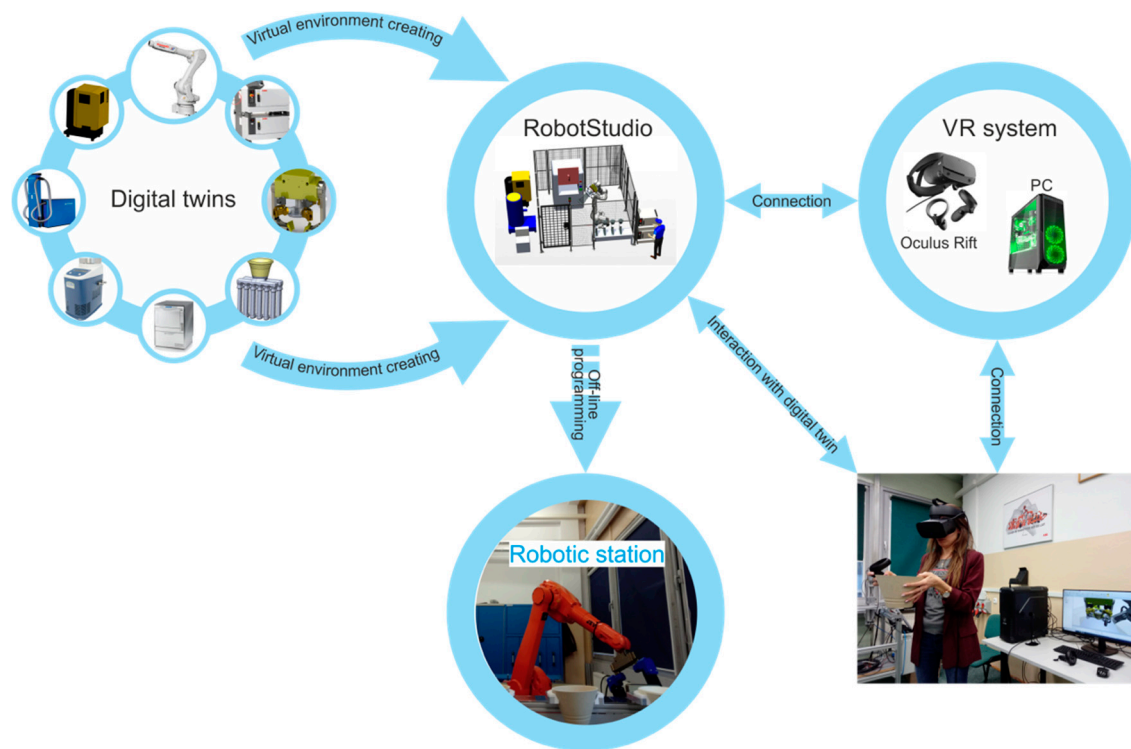 Virtual environment creating
Digital twins
Virtual environment creating
RobotStudio
Connection
VR system
PC
Oculus Rift
Off-line
programming
Interaction with digital twin
Connection
Robotic station